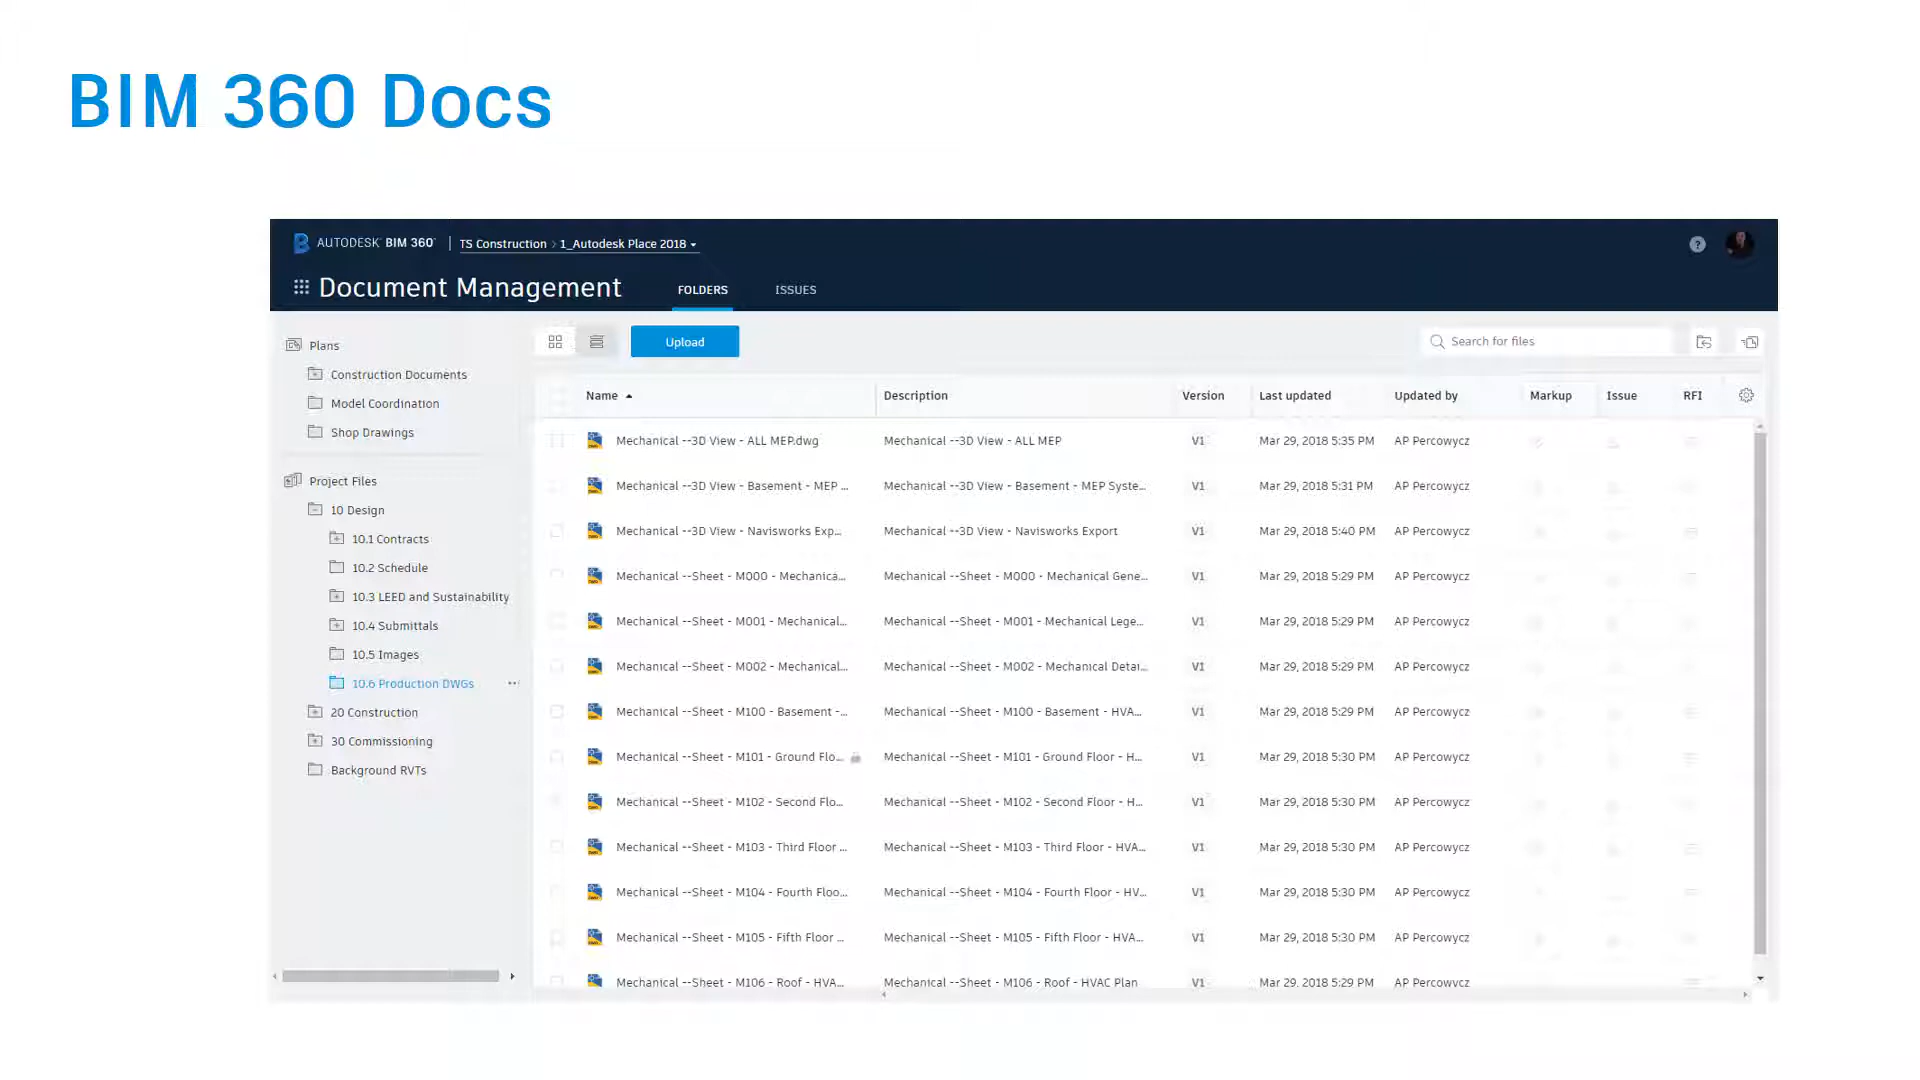 BIM 360 Docs
AUTODESK® BIM 360® | TS Construction > 1_Autodesk Place 2018
?
Document Management FOLDERS ISSUES
Plans
Construction Documents
Model Coordination
Shop Drawings
Project Files
10 Design
10.1 Contracts
10.2 Schedule
10.3 LEED and Sustainability
10.4 Submittals
10.5 Images
10.6 Production DWGs ...
20 Construction
30 Commissioning
Background RVTs
Upload
Search for files
Name Description Version Last updated Updated by Markup Issue RFI
Mechanical --3D View - ALL MEP.dwg Mechanical --3D View - ALL MEP V1 Mar 29, 2018 5:35 PM AP Percowycz
Mechanical --3D View - Basement - MEP ... Mechanical --3D View - Basement - MEP Syste... V1 Mar 29, 2018 5:31 PM AP Percowycz
Mechanical --3D View - Navisworks Exp... Mechanical --3D View - Navisworks Export V1 Mar 29, 2018 5:40 PM AP Percowycz
Mechanical --Sheet - M000 - Mechanica... Mechanical --Sheet - M000 - Mechanical Gene... V1 Mar 29, 2018 5:29 PM AP Percowycz
Mechanical --Sheet - M001 - Mechanical... Mechanical --Sheet - M001 - Mechanical Lege... V1 Mar 29, 2018 5:29 PM AP Percowycz
Mechanical --Sheet - M002 - Mechanical... Mechanical --Sheet - M002 - Mechanical Detai... V1 Mar 29, 2018 5:29 PM AP Percowycz
Mechanical --Sheet - M100 - Basement -... Mechanical --Sheet - M100 - Basement - HVA... V1 Mar 29, 2018 5:29 PM AP Percowycz
Mechanical --Sheet - M101 - Ground Flo... Mechanical --Sheet - M101 - Ground Floor - H... V1 Mar 29, 2018 5:30 PM AP Percowycz
Mechanical --Sheet - M102 - Second Flo... Mechanical --Sheet - M102 - Second Floor - H... V1 Mar 29, 2018 5:30 PM AP Percowycz
Mechanical --Sheet - M103 - Third Floor ... Mechanical --Sheet - M103 - Third Floor - HVA... V1 Mar 29, 2018 5:30 PM AP Percowycz
Mechanical --Sheet - M104 - Fourth Floo... Mechanical --Sheet - M104 - Fourth Floor - HV... V1 Mar 29, 2018 5:30 PM AP Percowycz
Mechanical --Sheet - M105 - Fifth Floor ... Mechanical --Sheet - M105 - Fifth Floor - HVA... V1 Mar 29, 2018 5:30 PM AP Percowycz
Mechanical --Sheet - M106 - Roof - HVA... Mechanical --Sheet - M106 - Roof - HVAC Plan V1 Mar 29, 2018 5:29 PM AP Percowycz